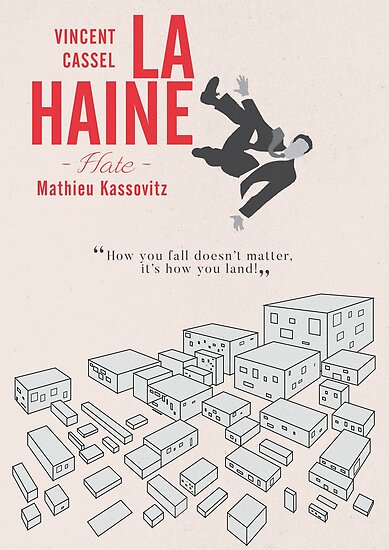 VINCENT
CASSEL
LA
HAINE
- Hate -
Mathieu Kassovitz
“How you fall doesn’t matter,
it’s how you land!„